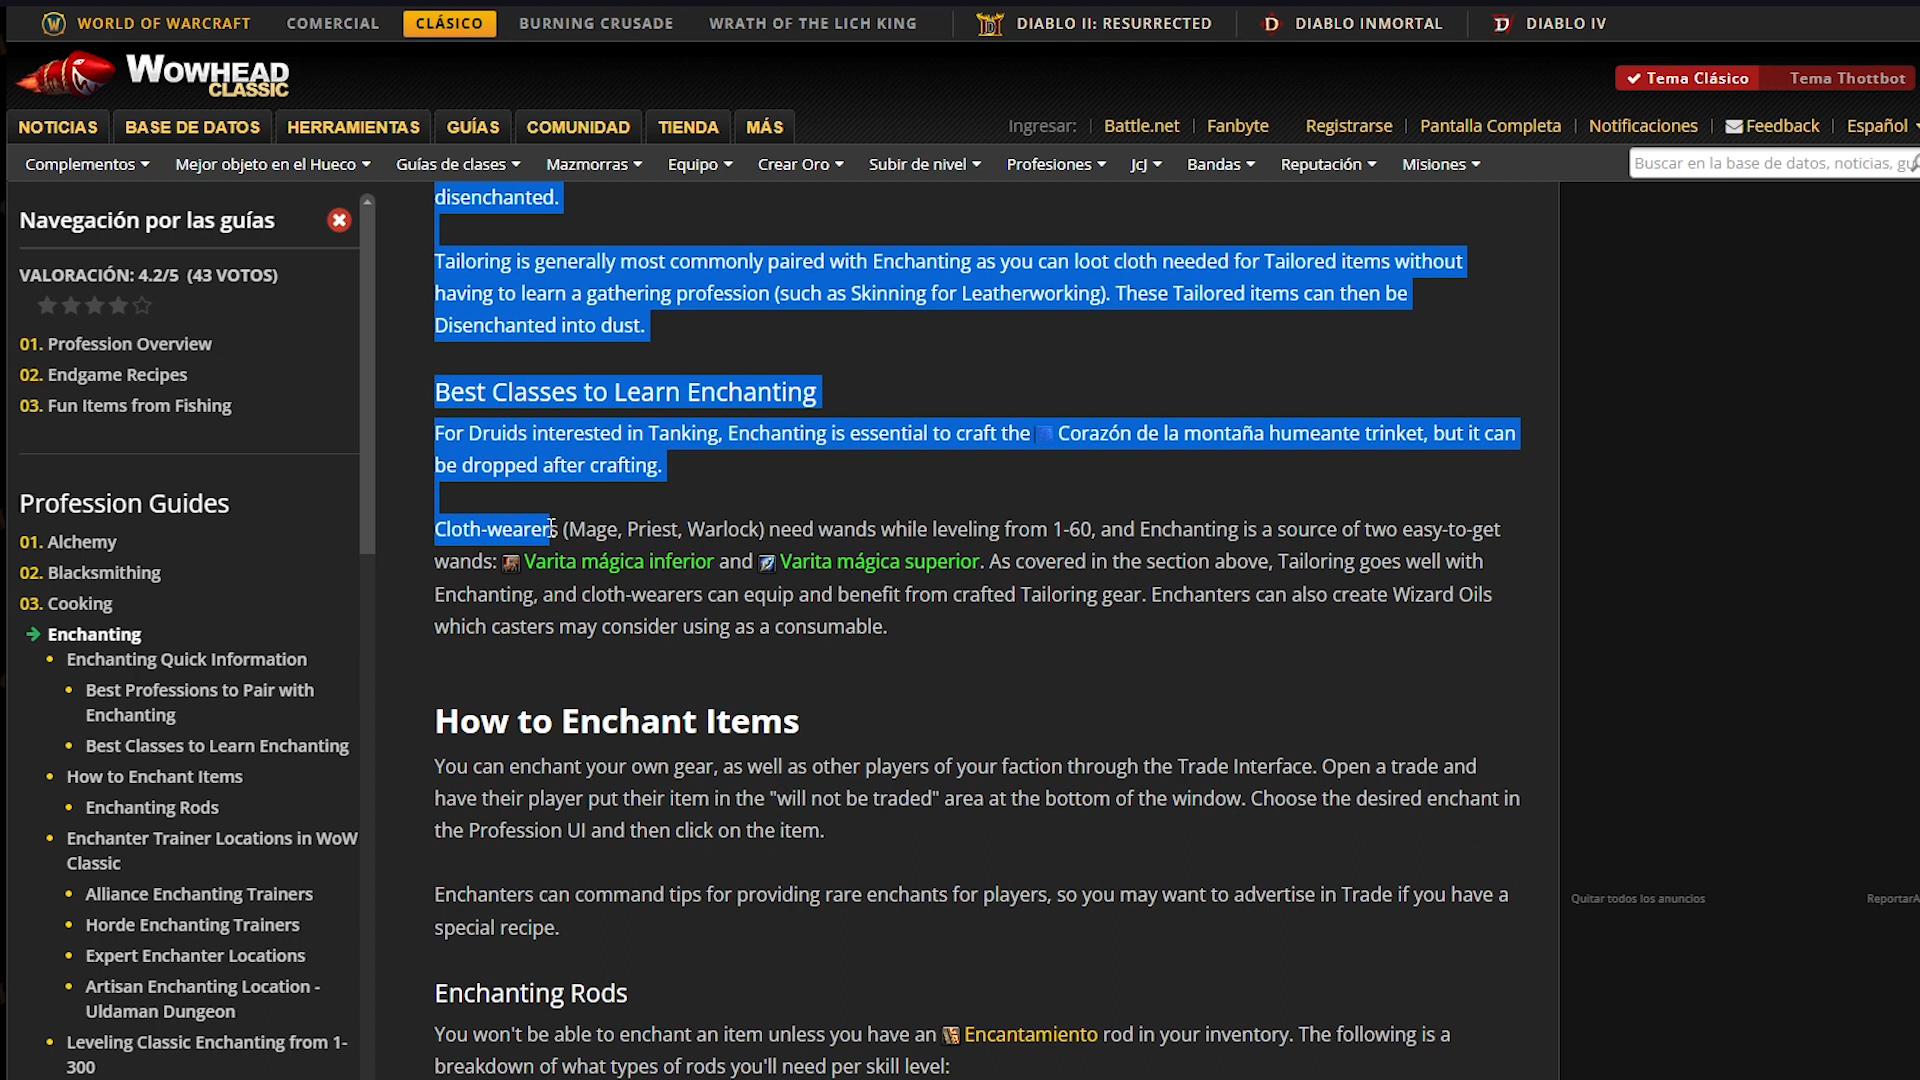 WORLD OF WARCRAFT COMERCIAL CLÁSICO BURNING CRUSADE WRATH OF THE LICH KING DIABLO II: RESURRECTED DIABLO INMORTAL DIABLO IV
WOWHEAD
CLASSIC
Tema Clásico Tema Thottbot
NOTICIAS BASE DE DATOS HERRAMIENTAS GUÍAS COMUNIDAD TIENDA MÁS
Ingresar: Battle.net Fanbyte Registrarse Pantalla Completa Notificaciones Feedback Español
Complementos Mejor objeto en el Hueco Guías de clases Mazmorras Equipo Crear Oro Subir de nivel Profesiones JcJ Bandas Reputación Misiones
Buscar en la base de datos, noticias,
Navegación por las guías
VALORACIÓN: 4.2/5 (43 VOTOS)
01. Profession Overview
02. Endgame Recipes
03. Fun Items from Fishing
Profession Guides
01. Alchemy
02. Blacksmithing
03. Cooking
Enchanting
Enchanting Quick Information
Best Professions to Pair with
Enchanting
Best Classes to Learn Enchanting
How to Enchant Items
Enchanting Rods
Enchanter Trainer Locations in WoW
Classic
Alliance Enchanting Trainers
Horde Enchanting Trainers
Expert Enchanter Locations
Artisan Enchanting Location -
Uldaman Dungeon
Leveling Classic Enchanting from 1-
300
disenchanted.
Tailoring is generally most commonly paired with Enchanting as you can loot cloth needed for Tailored items without
having to learn a gathering profession (such as Skinning for Leatherworking). These Tailored items can then be
Disenchanted into dust.
Best Classes to Learn Enchanting
For Druids interested in Tanking, Enchanting is essential to craft the Corazón de la montaña humeante trinket, but it can
be dropped after crafting.
Cloth-wearers (Mage, Priest, Warlock) need wands while leveling from 1-60, and Enchanting is a source of two easy-to-get
wands: Varita mágica inferior and Varita mágica superior. As covered in the section above, Tailoring goes well with
Enchanting, and cloth-wearers can equip and benefit from crafted Tailoring gear. Enchanters can also create Wizard Oils
which casters may consider using as a consumable.
How to Enchant Items
You can enchant your own gear, as well as other players of your faction through the Trade Interface. Open a trade and
have their player put their item in the "will not be traded" area at the bottom of the window. Choose the desired enchant in
the Profession UI and then click on the item.
Enchanters can command tips for providing rare enchants for players, so you may want to advertise in Trade if you have a
special recipe.
Enchanting Rods
You won't be able to enchant an item unless you have an Encantamiento rod in your inventory. The following is a
breakdown of what types of rods you'll need per skill level:
Quitar todos los anuncios